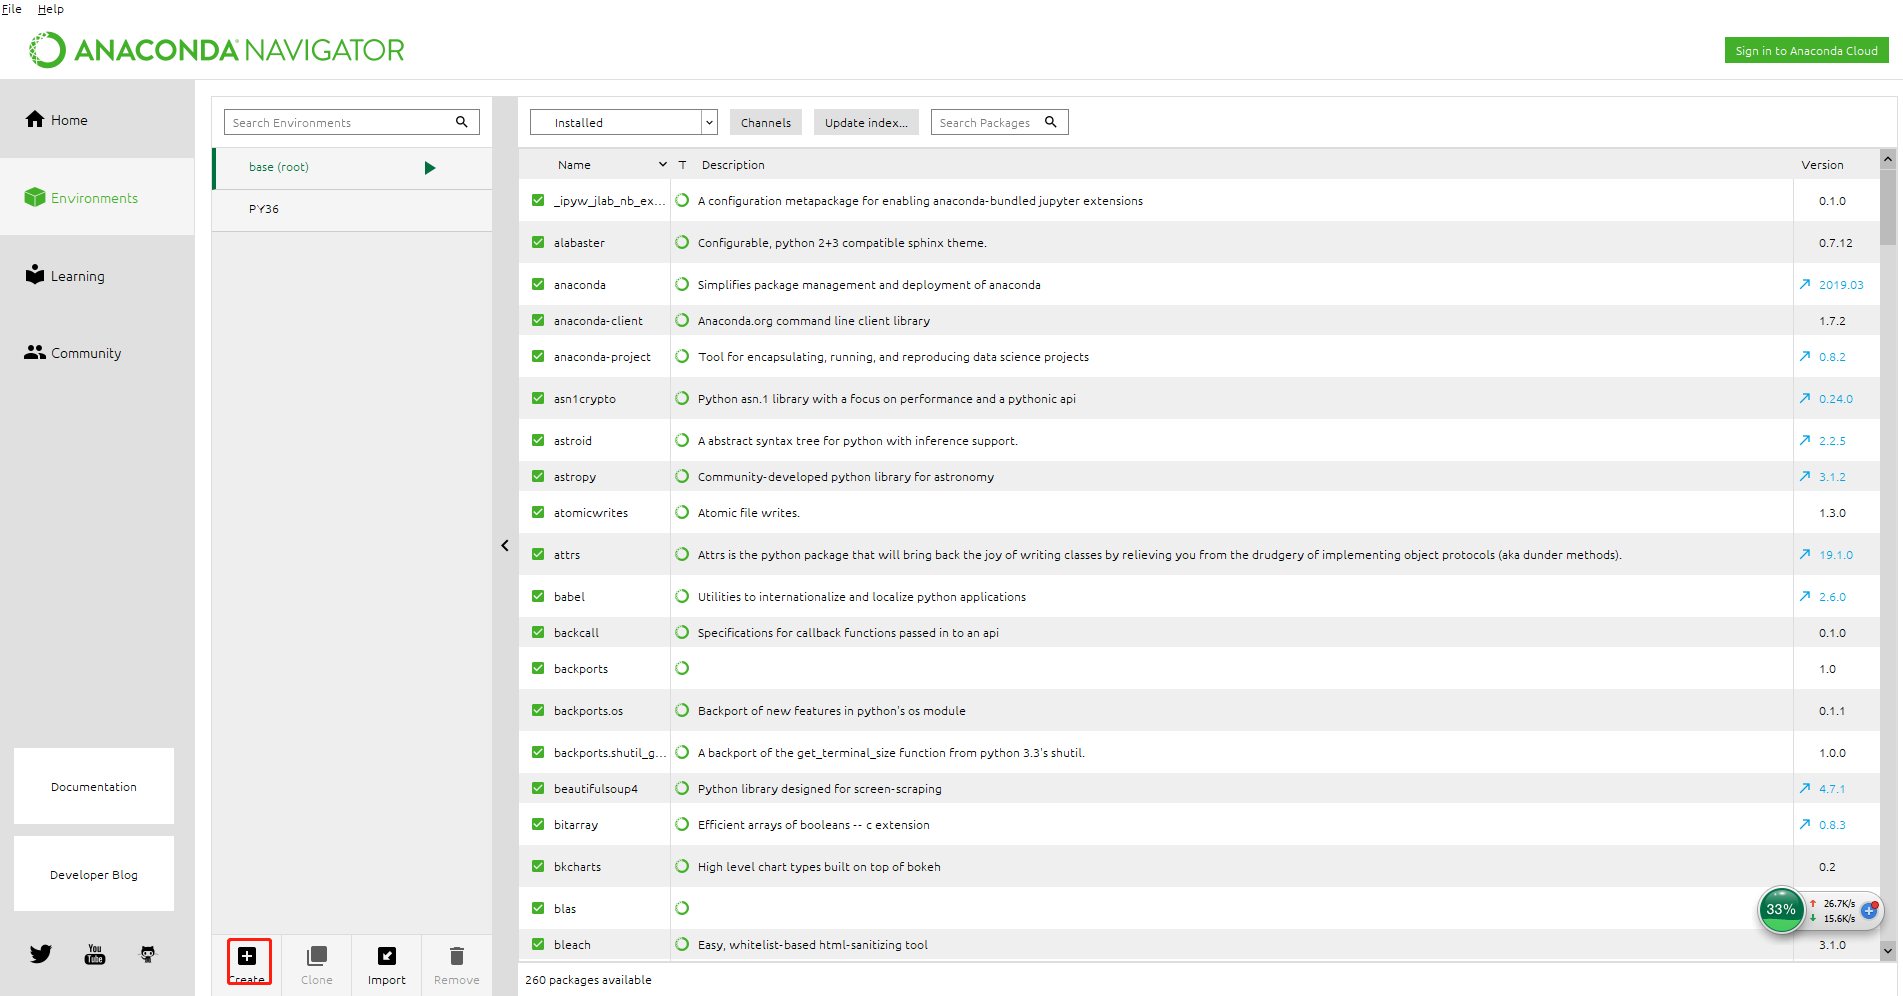 File Help
ANACONDA NAVIGATOR
Sign in to Anaconda Cloud
Home
Environments
Learning
Community
Documentation
Developer Blog
You
Tube
Search Environments
base (root)
PY36
Create
Clone
Import
Remove
Installed
Channels
Update index...
Search Packages
Name T Description Version
_ipyw_jlab_nb_ex... A configuration metapackage for enabling anaconda-bundled jupyter extensions 0.1.0
alabaster Configurable, python 2+3 compatible sphinx theme. 0.7.12
anaconda Simplifies package management and deployment of anaconda 2019.03
anaconda-client Anaconda.org command line client library 1.7.2
anaconda-project Tool for encapsulating, running, and reproducing data science projects 0.8.2
asn1crypto Python asn.1 library with a focus on performance and a pythonic api 0.24.0
astroid A abstract syntax tree for python with inference support. 2.2.5
astropy Community-developed python library for astronomy 3.1.2
atomicwrites Atomic file writes. 1.3.0
attrs Attrs is the python package that will bring back the joy of writing classes by relieving you from the drudgery of implementing object protocols (aka dunder methods). 19.1.0
babel Utilities to internationalize and localize python applications 2.6.0
backcall Specifications for callback functions passed in to an api 0.1.0
backports 1.0
backports.os Backport of new features in python's os module 0.1.1
backports.shutil_g... A backport of the get_terminal_size function from python 3.3's shutil. 1.0.0
beautifulsoup4 Python library designed for screen-scraping 4.7.1
bitarray Efficient arrays of booleans -- c extension 0.8.3
bkcharts High level chart types built on top of bokeh 0.2
blas
bleach Easy, whitelist-based html-sanitizing tool 3.1.0
33%
26.7K/s
15.6K/s
260 packages available